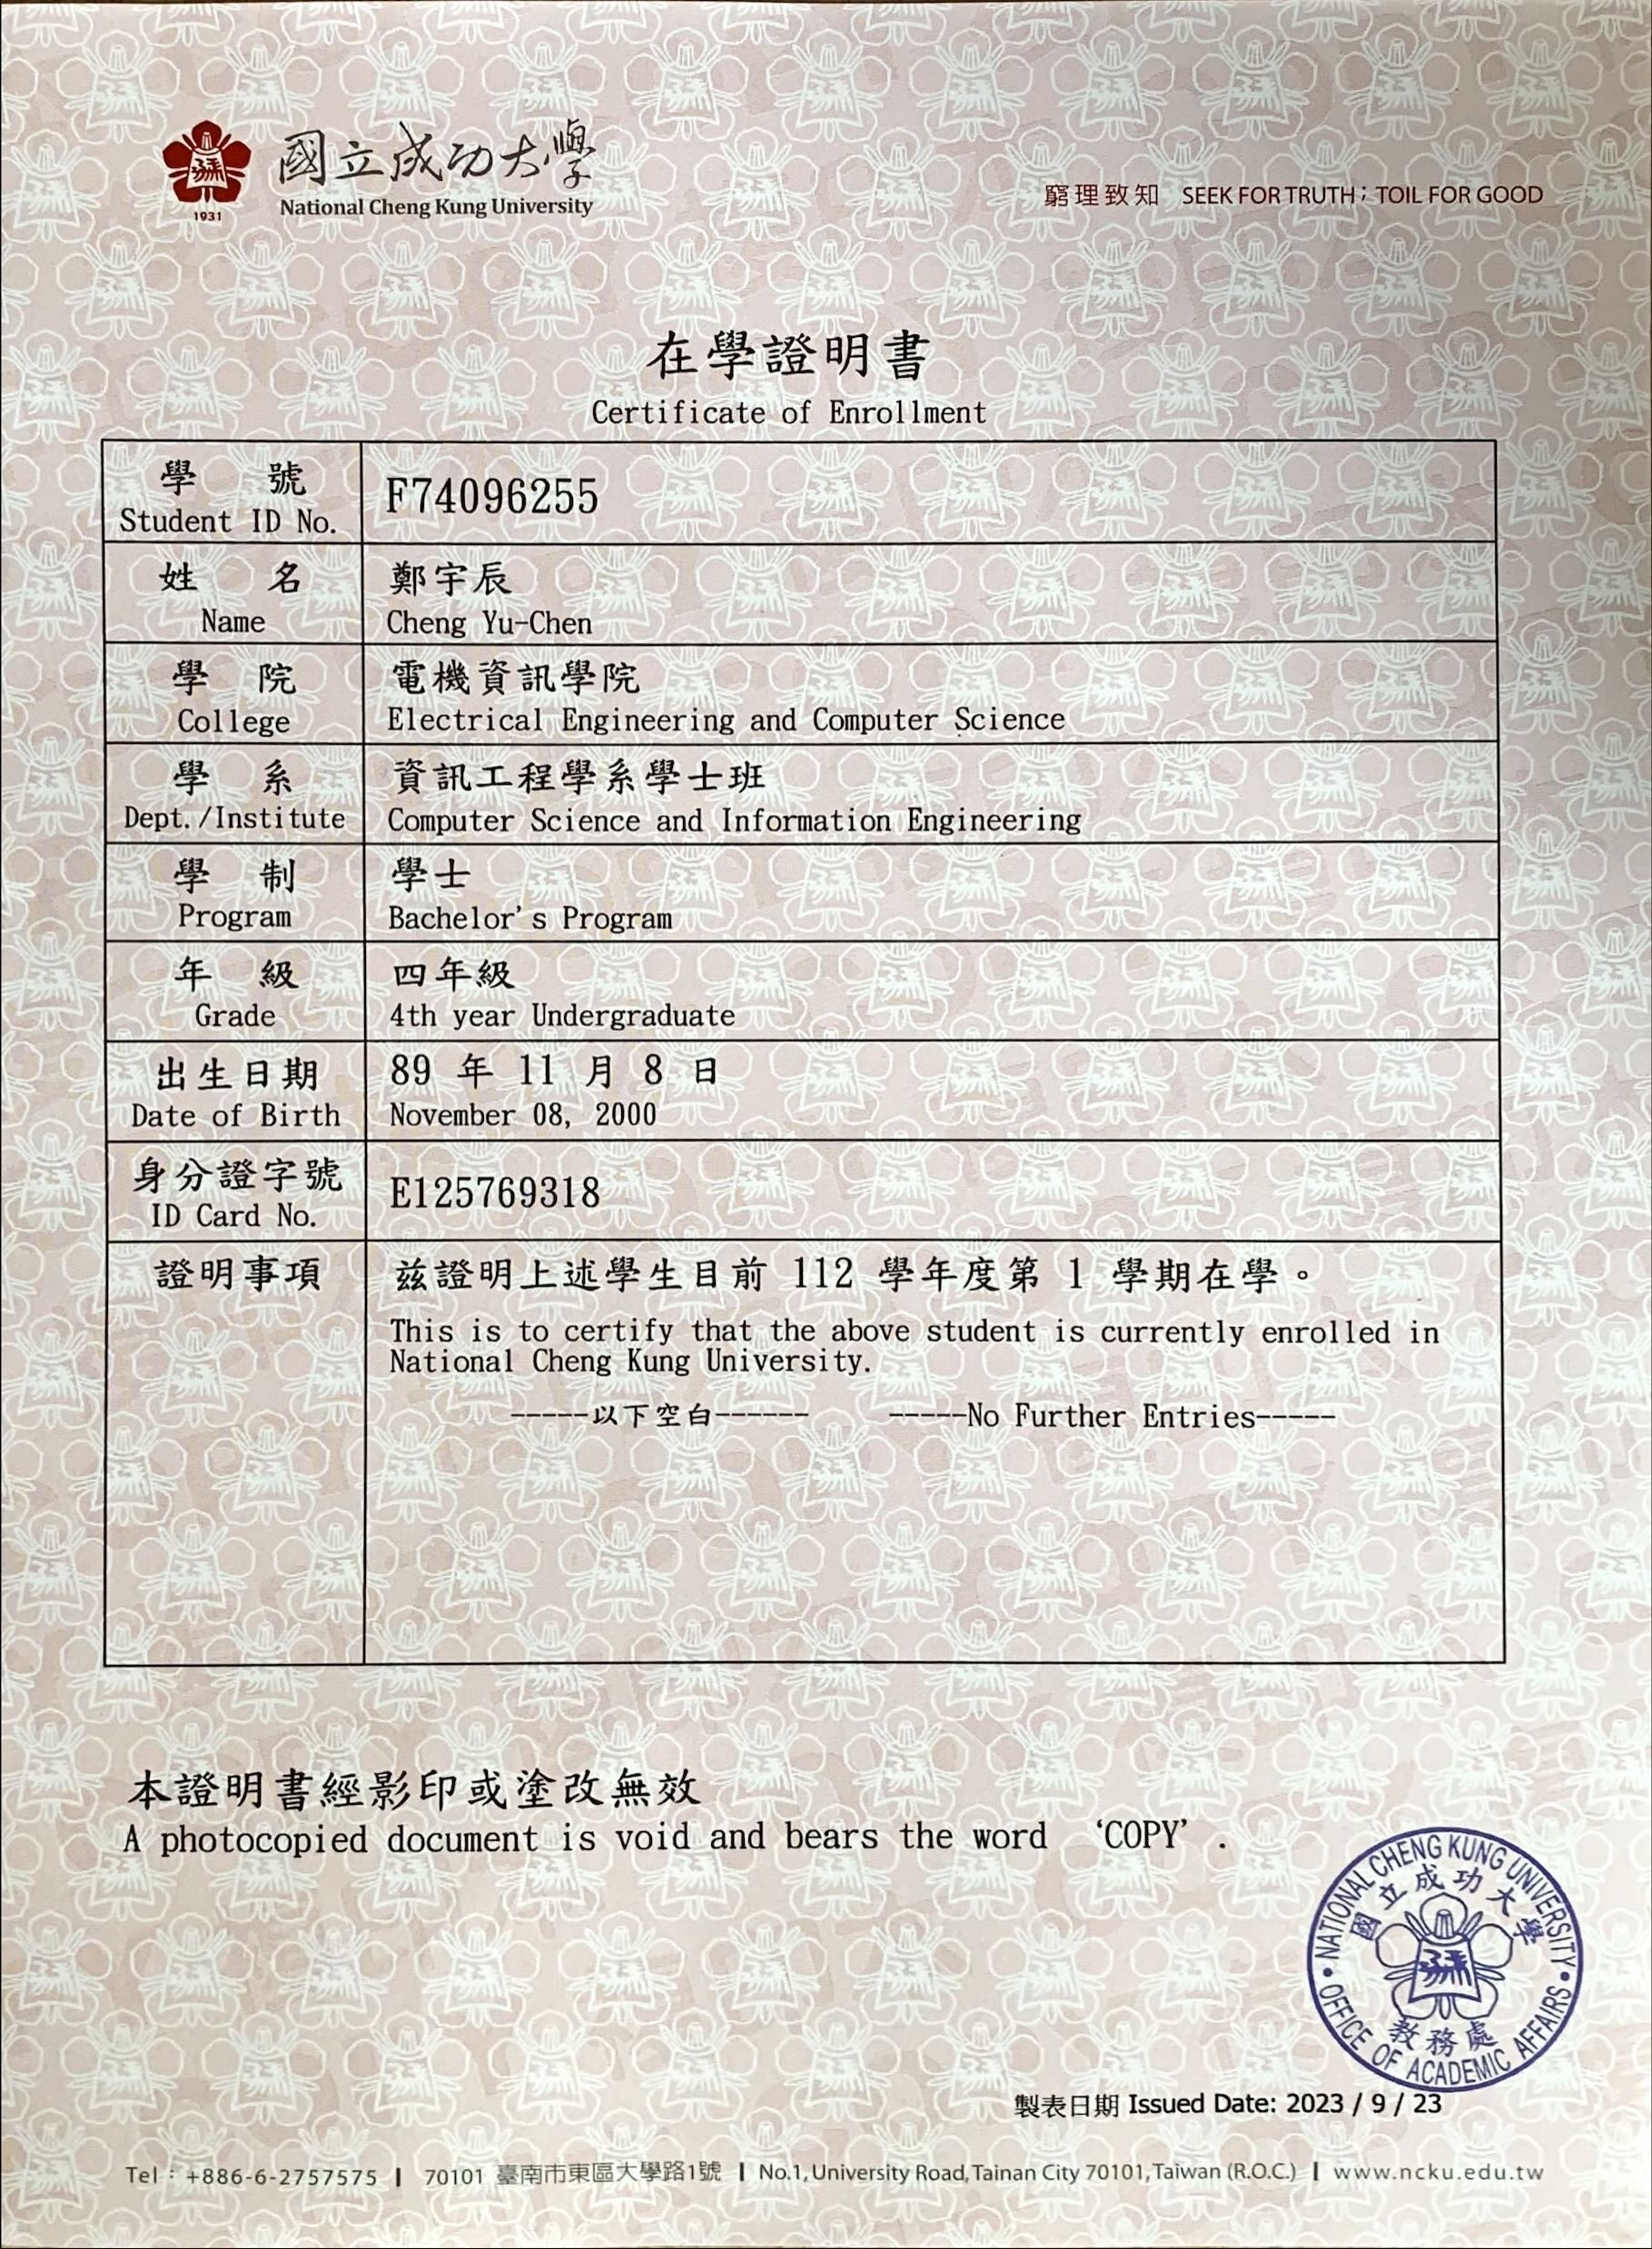 國立成功大學
National Cheng Kung University
1931
窮理致知 SEEK FOR TRUTH; TOIL FOR GOOD
在學證明書
Certificate of Enrollment
學 號
Student ID No.
F74096255
姓 名
Name
鄭宇辰
Cheng Yu-Chen
學 院
College
電機資訊學院
Electrical Engineering and Computer Science
學 系
Dept./Institute
資訊工程學系學士班
Computer Science and Information Engineering
學 制
Program
學士
Bachelor's Program
年 級
Grade
四年級
4th year Undergraduate
出生日期
Date of Birth
89 年 11 月 8 日
November 08, 2000
身分證字號
ID Card No.
E125769318
證明事項
茲證明上述學生目前 112 學年度第 1 學期在學。
This is to certify that the above student is currently enrolled in
National Cheng Kung University.
-----以下空白------ -----No Further Entries-----
本證明書經影印或塗改無效
A photocopied document is void and bears the word 'COPY'.
NATIONAL CHENG KUNG UNIVERSITY
國立成功大學
教務處
OFFICE OF ACADEMIC AFFAIRS
製表日期 Issued Date: 2023 / 9 / 23
Tel：+886-6-2757575 | 70101 臺南市東區大學路1號 | No.1, University Road, Tainan City 70101, Taiwan (R.O.C.) | www.ncku.edu.tw